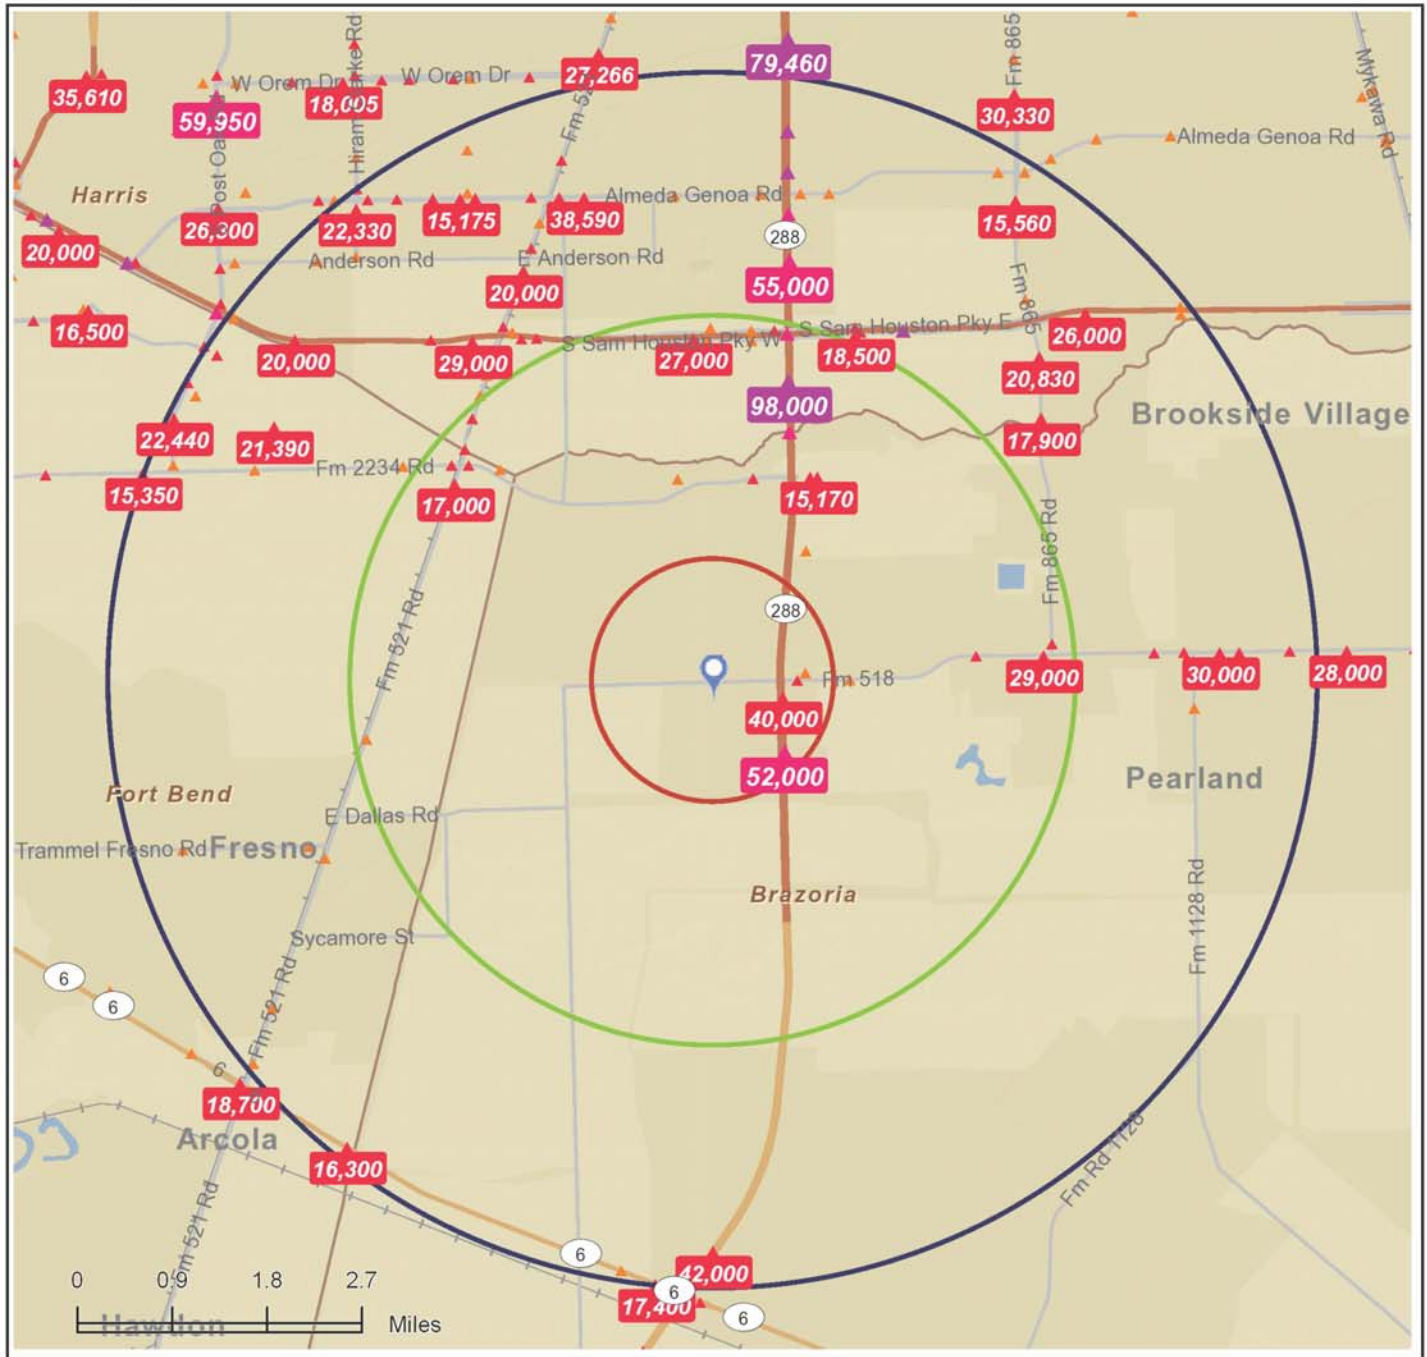 Fm 865
Hiram Clarke Rd
79,460
27,266
W Orem Dr
W Orem Dr
35,610
18,005
59,950
30,330
Mykawa Rd
Fm 521
Almeda Genoa Rd
Post Oak
Harris
Almeda Genoa Rd
26,300
22,330
15,175
38,590
15,560
288
20,000
Anderson Rd
E Anderson Rd
20,000
55,000
Fm 865
16,500
S Sam Houston Pky E
S Sam Houston Pky W
26,000
20,000
29,000
27,000
18,500
20,830
98,000
Brookside Village
22,440
21,390
17,900
Fm 2234 Rd
15,350
17,000
15,170
Fm 865 Rd
288
Fm 521 Rd
Fm 518
29,000
30,000
28,000
40,000
52,000
Pearland
Fort Bend
E Dallas Rd
Trammel Fresno Rd
Fresno
Brazoria
Fm 1128 Rd
Sycamore St
6
6
Fm 521 Rd
6
18,700
Arcola
16,300
Fm Rd 1128
Fm 521 Rd
6
42,000
6
17,400
6
0 0.9 1.8 2.7
Miles
Hawdon